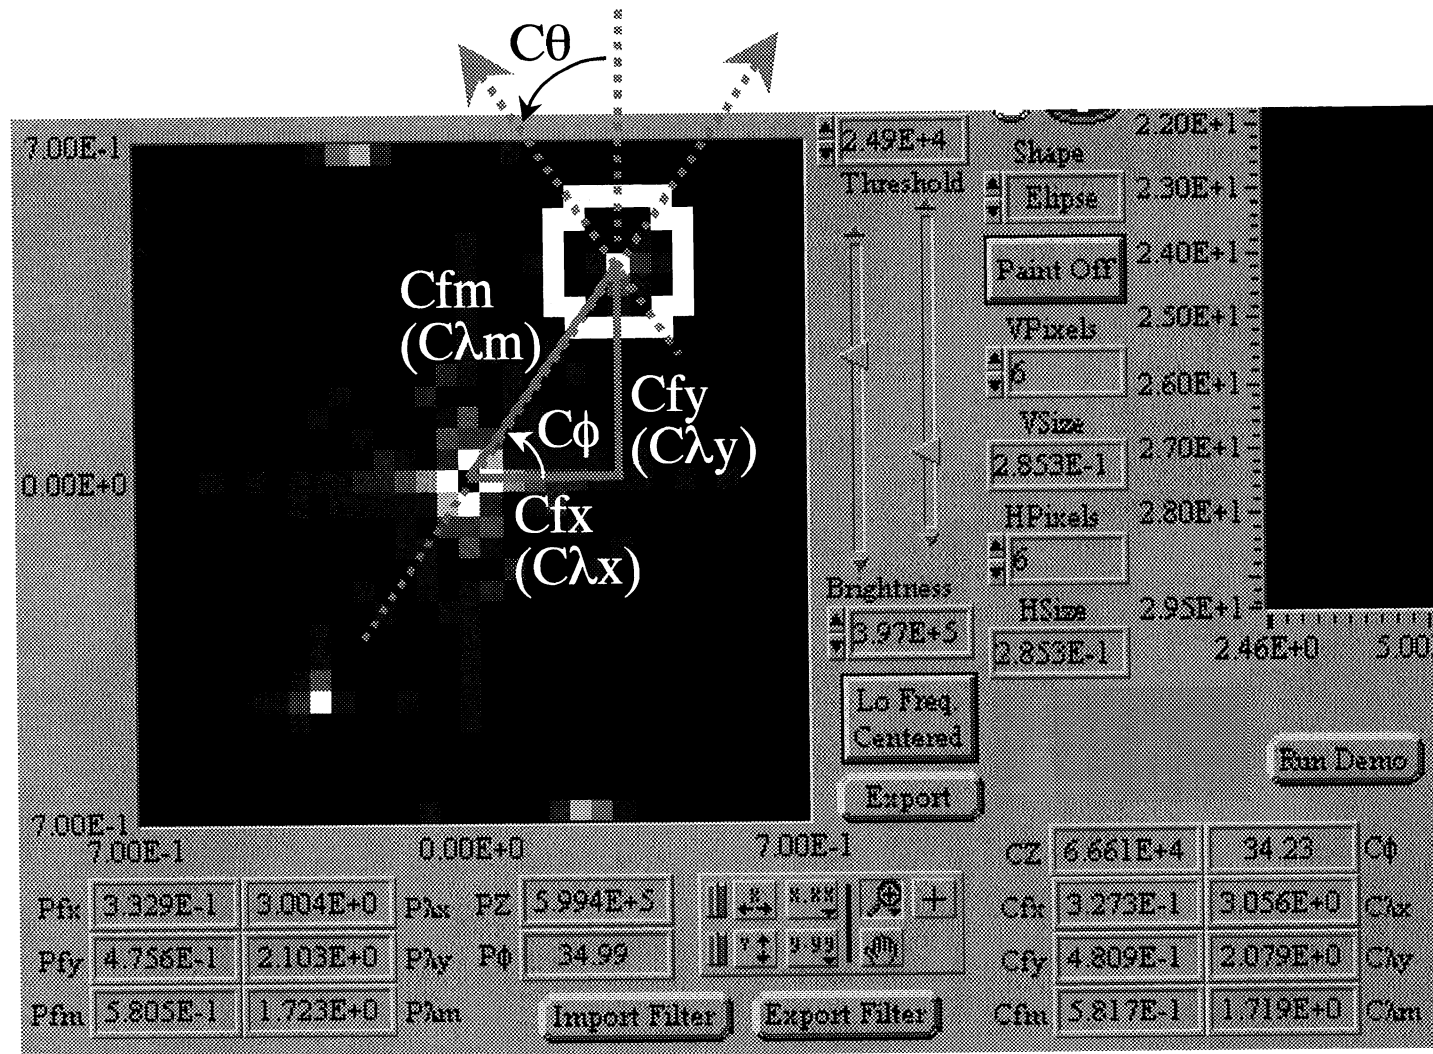 Cθ
7.00E-1
2.49E+4
Threshold
Shape
Elipse
Paint Off
VPixels
6
VSize
2.853E-1
HPixels
6
HSize
2.853E-1
2.20E+1
2.30E+1
2.40E+1
2.50E+1
2.60E+1
2.70E+1
2.80E+1
2.95E+1
2.46E+0 5.00
Cfm
(Cλm)
Cfy
(Cλy)
Cϕ
0.00E+0
Cfx
(Cλx)
Brightness
3.97E+5
Lo Freq.
Centered
Export
Run Demo
7.00E-1
7.00E-1 0.00E+0 7.00E-1
Pfx 3.329E-1 3.004E+0 Pλx PZ 5.994E+5
Pfy 4.756E-1 2.103E+0 Pλy Pϕ 34.99
Pfm 5.805E-1 1.723E+0 Pλm
X X.XX
Y Y.YY
Import Filter Export Filter
CZ 6.661E+4 34.23 Cϕ
Cfx 3.273E-1 3.056E+0 Cλx
Cfy 4.809E-1 2.079E+0 Cλy
Cfm 5.817E-1 1.719E+0 Cλm